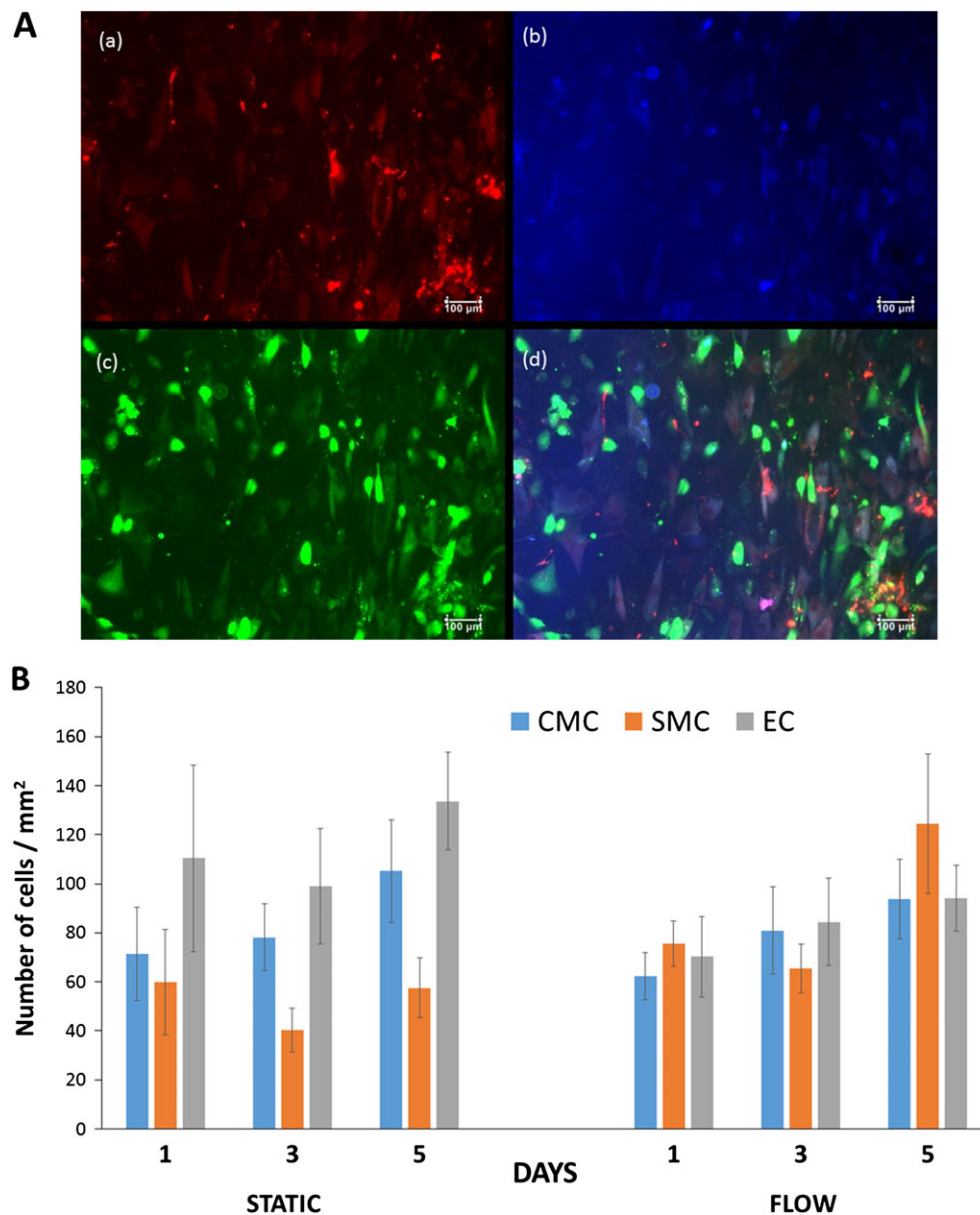 A
(a)
(b)
100 µm
100 µm
(c)
(d)
100 µm
100 µm
B
Number of cells / mm²
180
160
140
120
100
80
60
40
20
0
CMC SMC EC
1 3 5 1 3 5
DAYS
STATIC FLOW